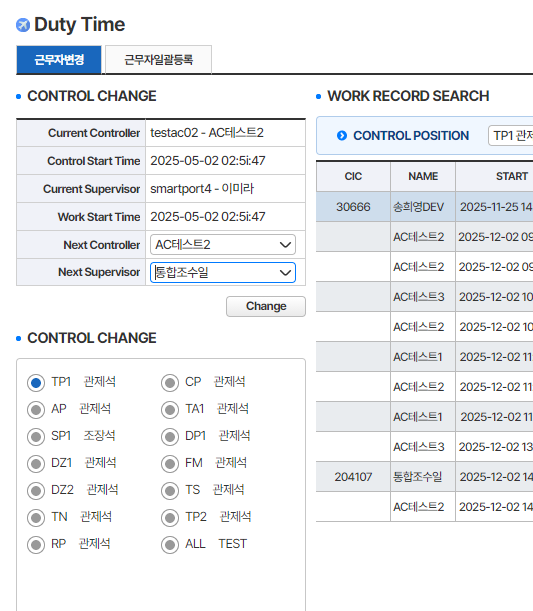 Duty Time
근무자변경 근무자일괄등록
CONTROL CHANGE
Current Controller testac02 - AC테스트2
Control Start Time 2025-05-02 02:5i:47
Current Supervisor smartport4 - 이미라
Work Start Time 2025-05-02 02:5i:47
Next Controller AC테스트2
Next Supervisor 통합조수일
Change
CONTROL CHANGE
TP1 관제석 CP 관제석
AP 관제석 TA1 관제석
SP1 조장석 DP1 관제석
DZ1 관제석 FM 관제석
DZ2 관제석 TS 관제석
TN 관제석 TP2 관제석
RP 관제석 ALL TEST
WORK RECORD SEARCH
CONTROL POSITION TP1 관제
CIC NAME START
30666 송희영DEV 2025-11-25 14
AC테스트2 2025-12-02 09
AC테스트2 2025-12-02 09
AC테스트3 2025-12-02 10
AC테스트2 2025-12-02 10
AC테스트1 2025-12-02 11
AC테스트2 2025-12-02 11
AC테스트1 2025-12-02 11
AC테스트3 2025-12-02 13
204107 통합조수일 2025-12-02 14
AC테스트2 2025-12-02 14